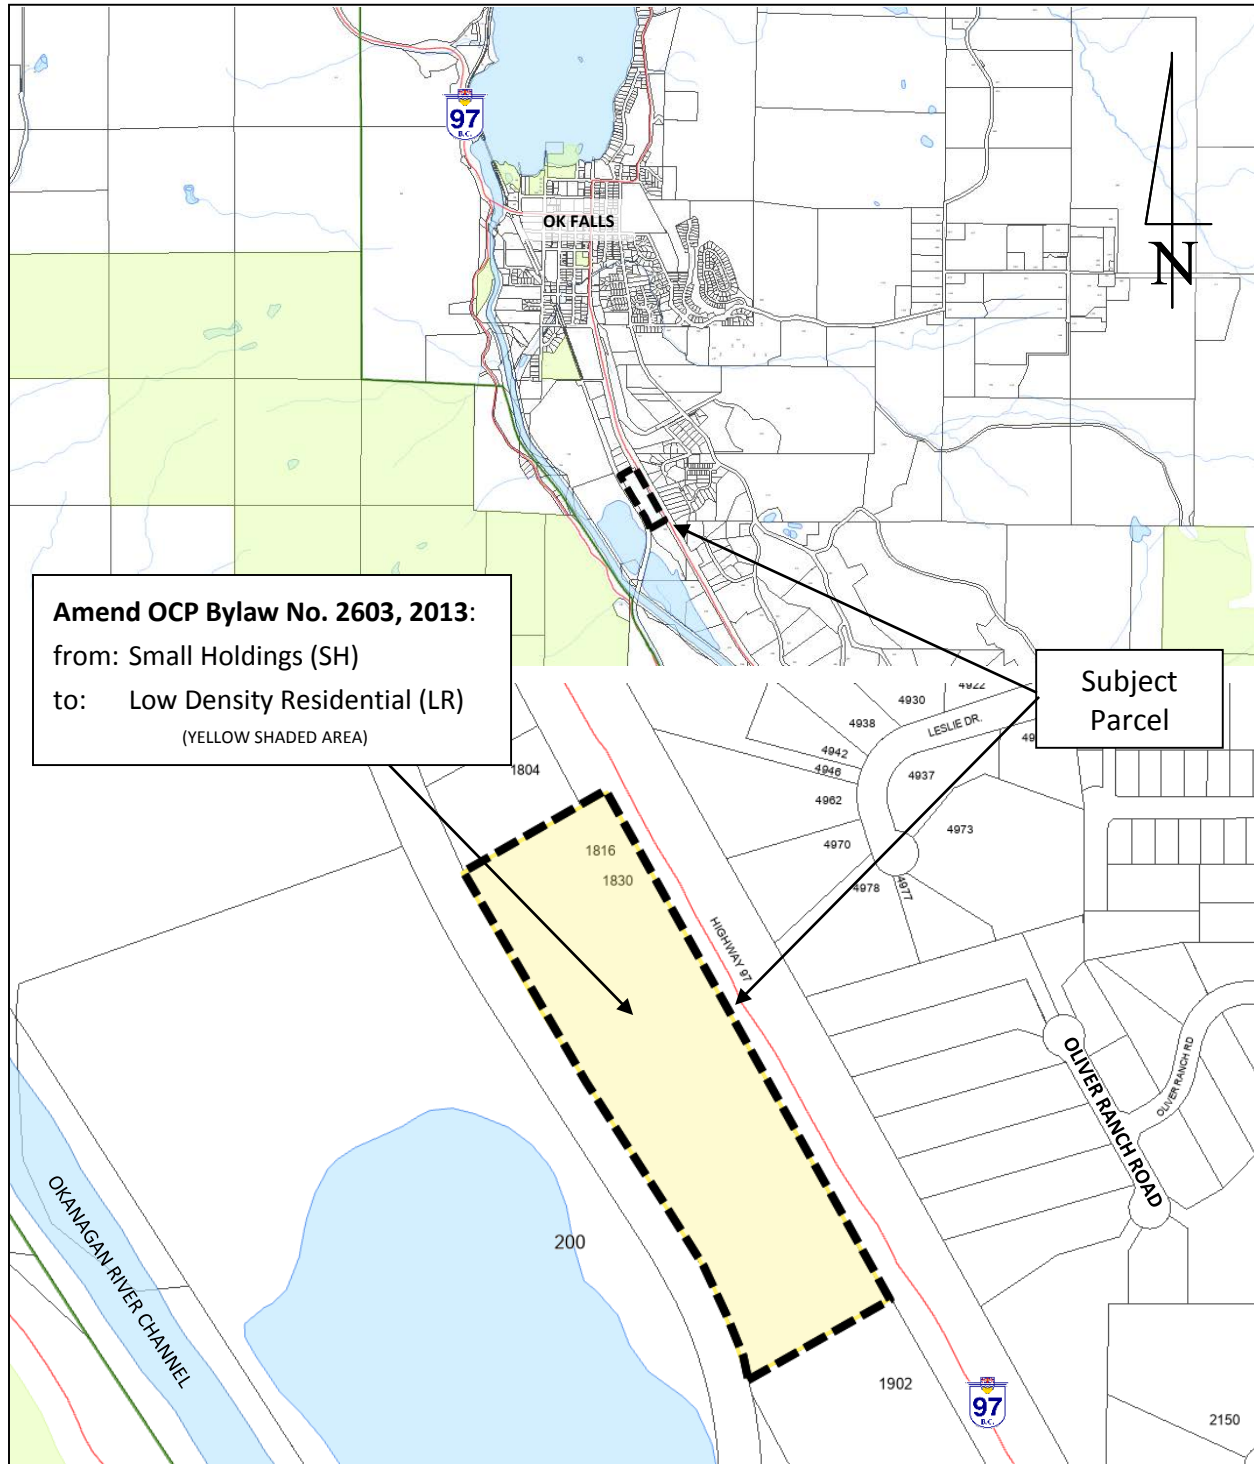 97
B.C.
OK FALLS
N
Amend OCP Bylaw No. 2603, 2013:
from: Small Holdings (SH)
to: Low Density Residential (LR)
(YELLOW SHADED AREA)
Subject
Parcel
4922
4930
4938
LESLIE DR.
4942
4946
4937
4962
4970
4973
4978
4977
1804
1816
1830
HIGHWAY 97
OLIVER RANCH ROAD
OLIVER RANCH RD
OKANAGAN RIVER CHANNEL
200
1902
97
B.C.
2150